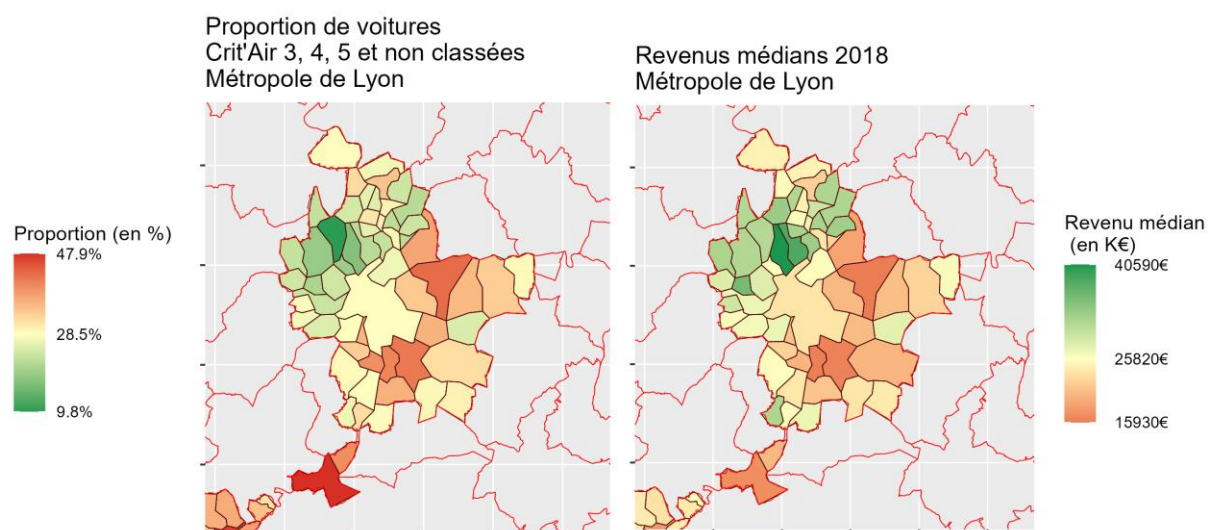 Proportion de voitures
Crit'Air 3, 4, 5 et non classées
Métropole de Lyon
Revenus médians 2018
Métropole de Lyon
Proportion (en %)
47.9%
28.5%
9.8%
Revenu médian
(en K€)
40590€
25820€
15930€